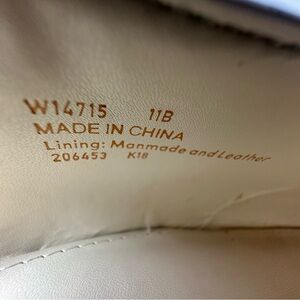 W14715 11B
MADE IN CHINA
Lining: Manmade and Leather
206453 K18